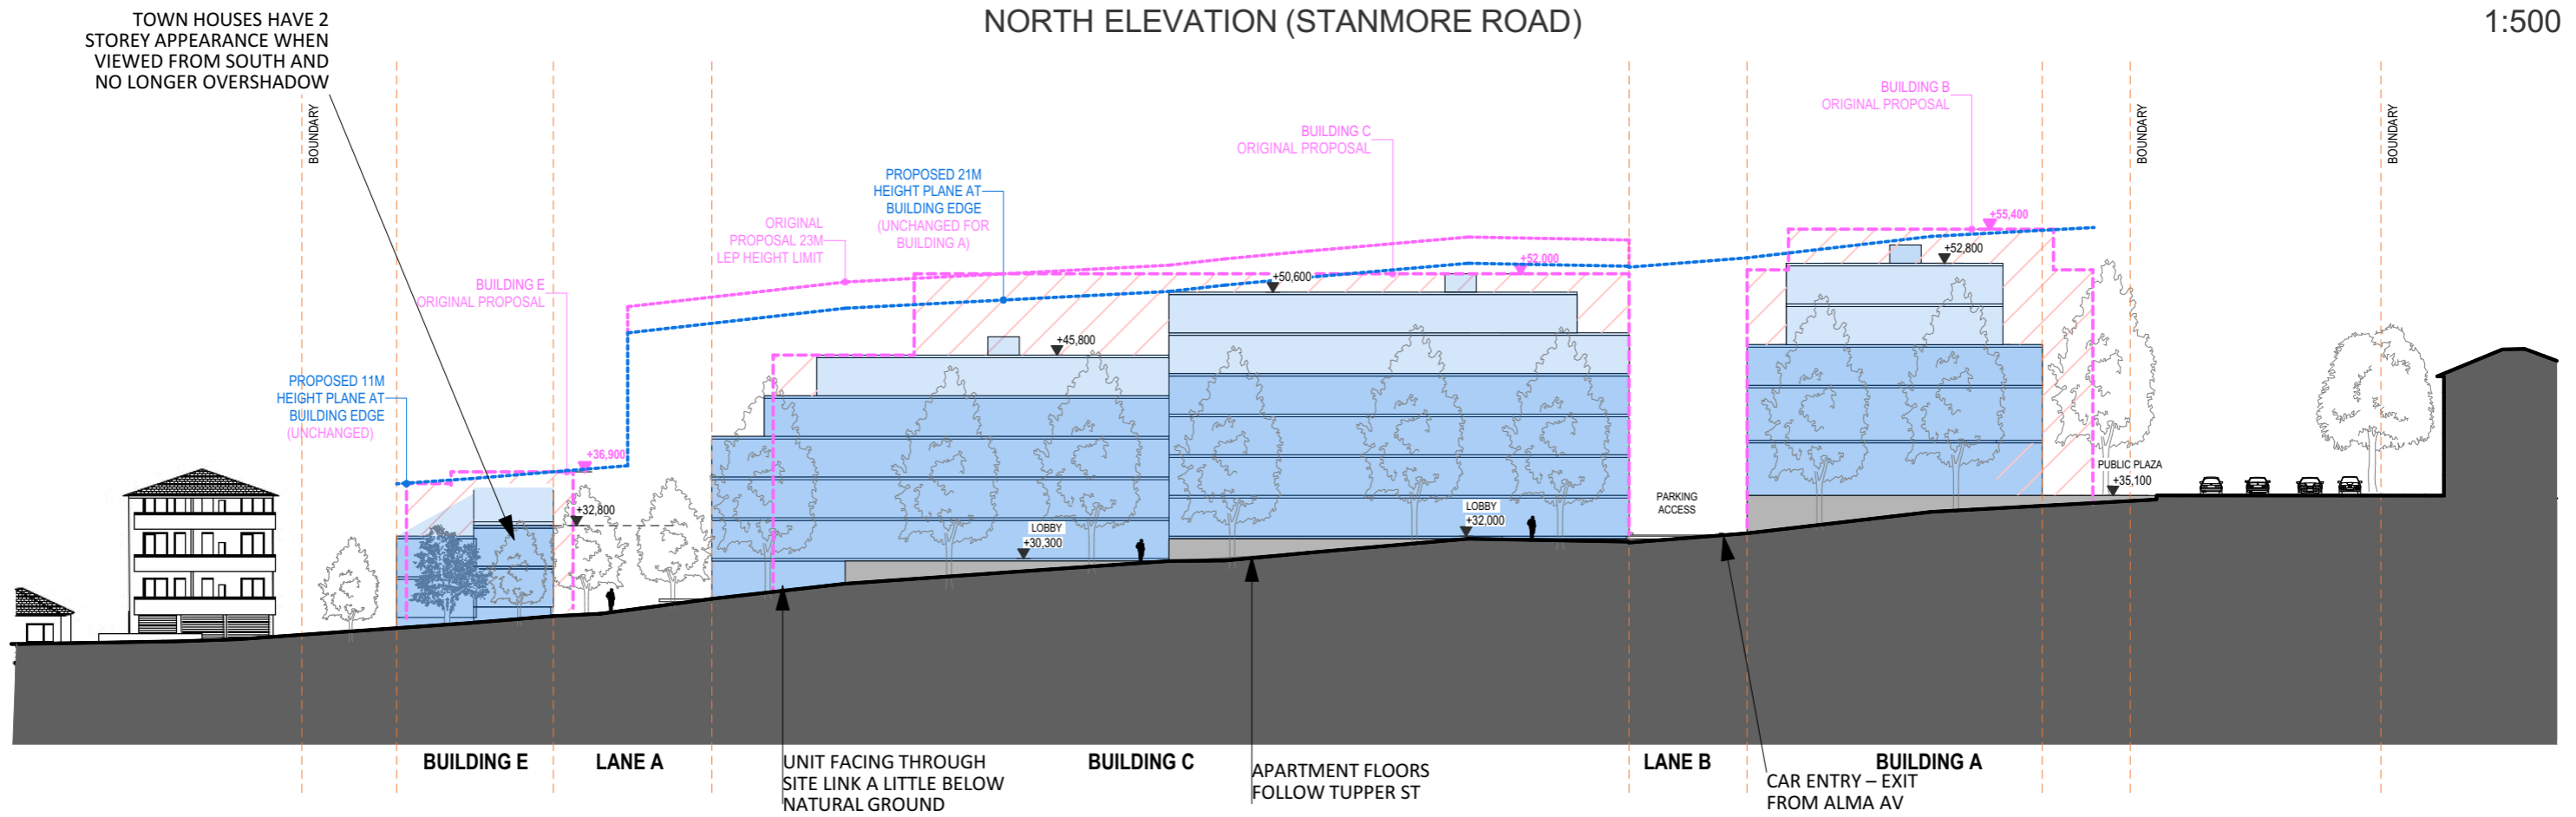 NORTH ELEVATION (STANMORE ROAD)
1:500
TOWN HOUSES HAVE 2
STOREY APPEARANCE WHEN
VIEWED FROM SOUTH AND
NO LONGER OVERSHADOW
BOUNDARY
BUILDING B
ORIGINAL PROPOSAL
BOUNDARY
BOUNDARY
BUILDING C
ORIGINAL PROPOSAL
PROPOSED 21M
HEIGHT PLANE AT
BUILDING EDGE
(UNCHANGED FOR
BUILDING A)
ORIGINAL
PROPOSAL 23M
LEP HEIGHT LIMIT
+55,400
+52,800
+52,000
+50,600
BUILDING E
ORIGINAL PROPOSAL
+45,800
PROPOSED 11M
HEIGHT PLANE AT
BUILDING EDGE
(UNCHANGED)
+36,900
PUBLIC PLAZA
+35,100
PARKING
ACCESS
+32,800
LOBBY
+32,000
LOBBY
+30,300
BUILDING E
LANE A
UNIT FACING THROUGH
SITE LINK A LITTLE BELOW
NATURAL GROUND
BUILDING C
APARTMENT FLOORS
FOLLOW TUPPER ST
LANE B
CAR ENTRY – EXIT
FROM ALMA AV
BUILDING A